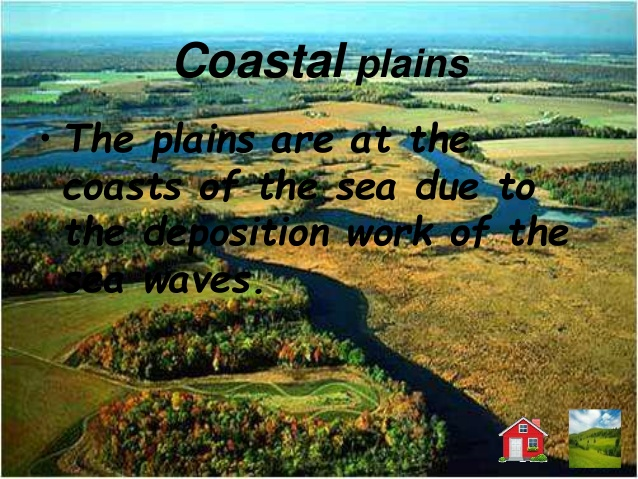 Coastal plains
• The plains are at the
coasts of the sea due to
the deposition work of the
sea waves.